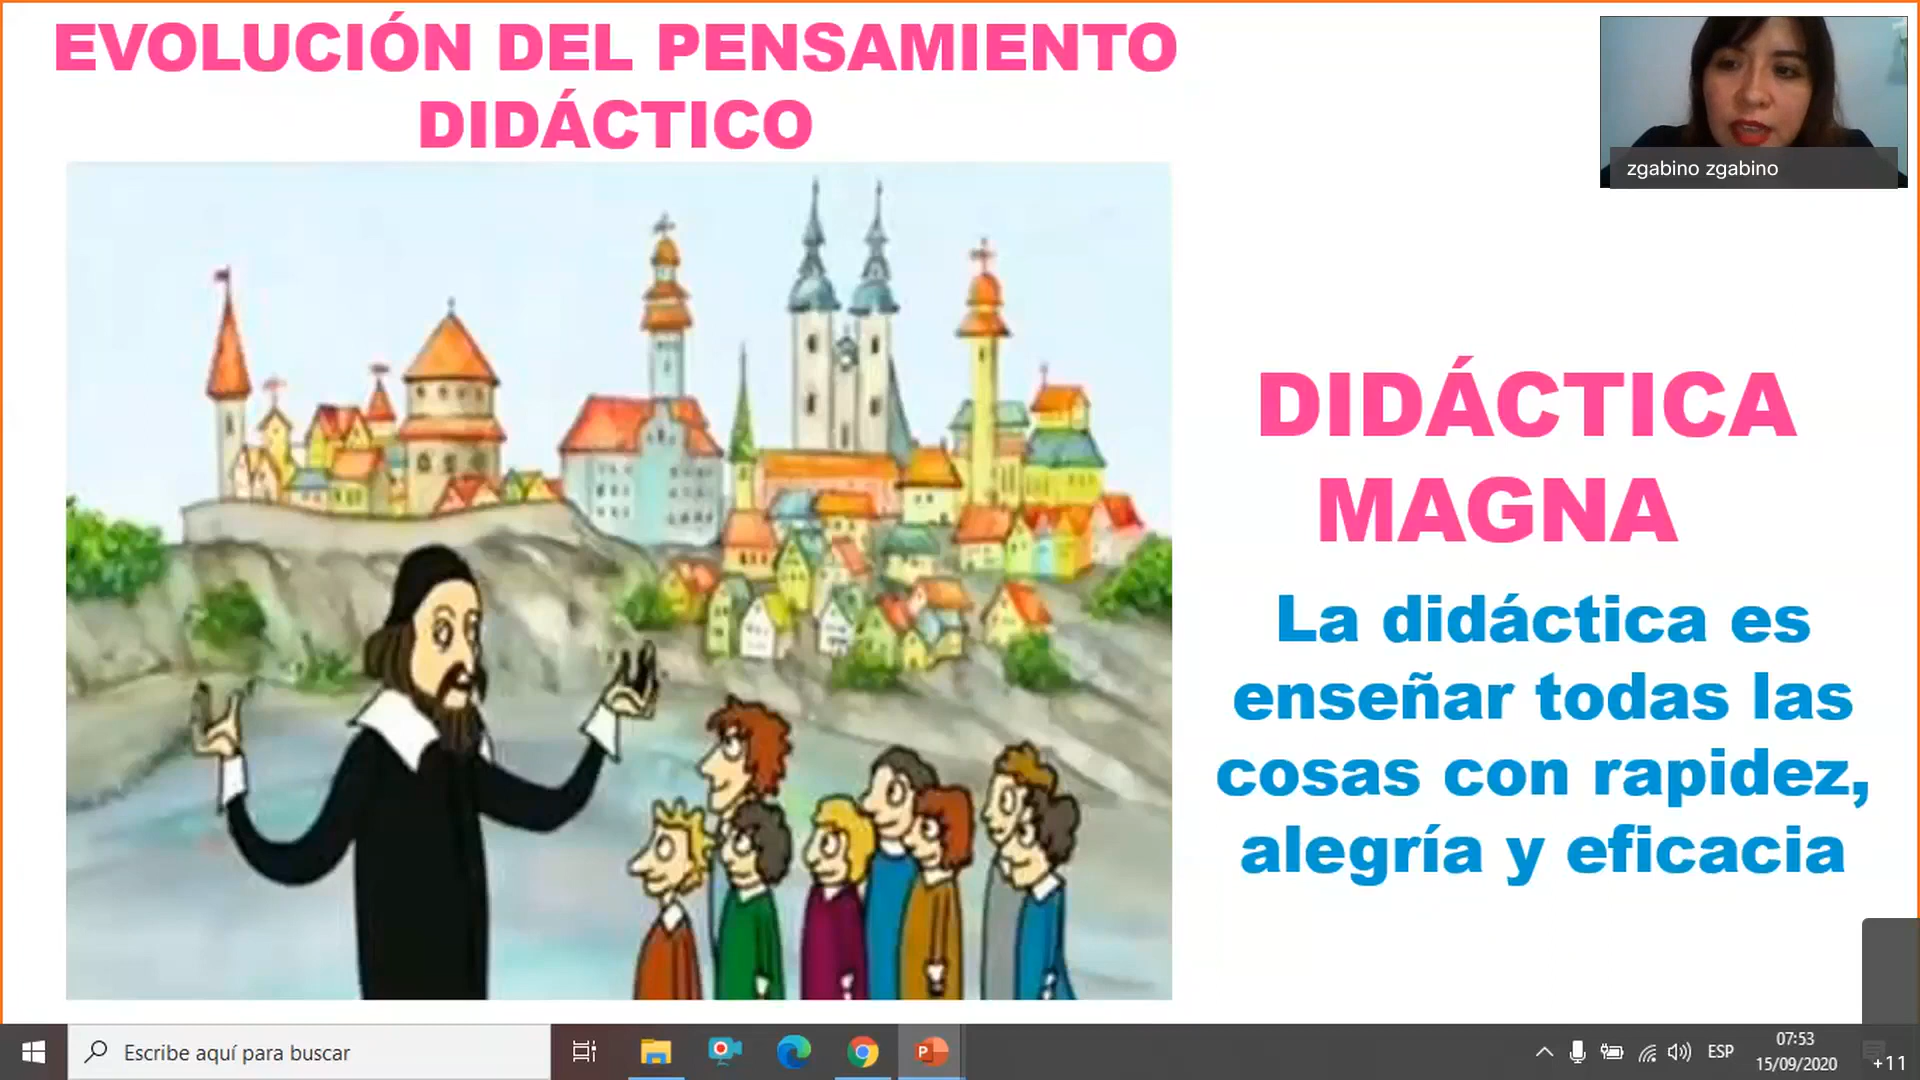 EVOLUCIÓN DEL PENSAMIENTO
DIDÁCTICO
zgabino zgabino
DIDÁCTICA
MAGNA
La didáctica es
enseñar todas las
cosas con rapidez,
alegría y eficacia
Escribe aquí para buscar
ESP
07:53
15/09/2020
+11